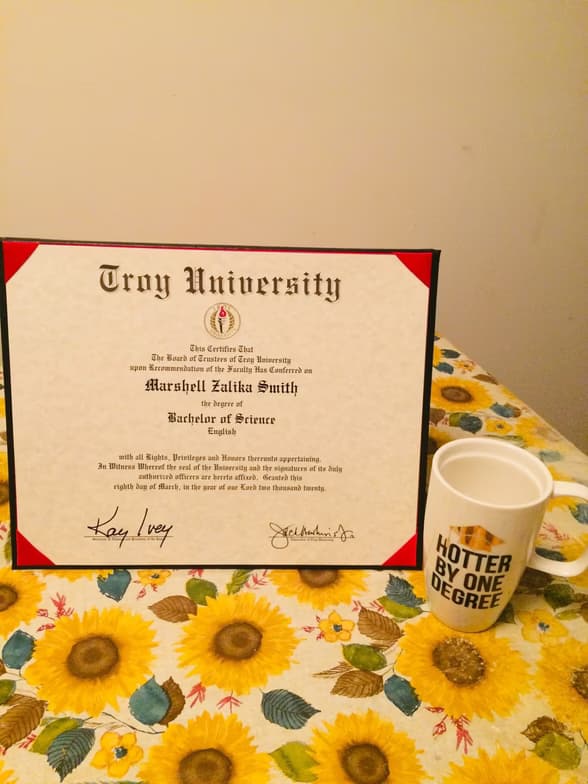 Troy University
This Certifies That
The Board of Trustees of Troy University
upon Recommendation of the Faculty Has Conferred on
Marshell Zalika Smith
the degree of
Bachelor of Science
English
with all Rights, Privileges and Honors thereunto appertaining.
In Witness Whereof the seal of the University and the signatures of its duly
authorized officers are hereto affixed. Granted this
eighth day of March, in the year of our Lord two thousand twenty.
Kay Ivey
HOTTER
BY ONE
DEGREE